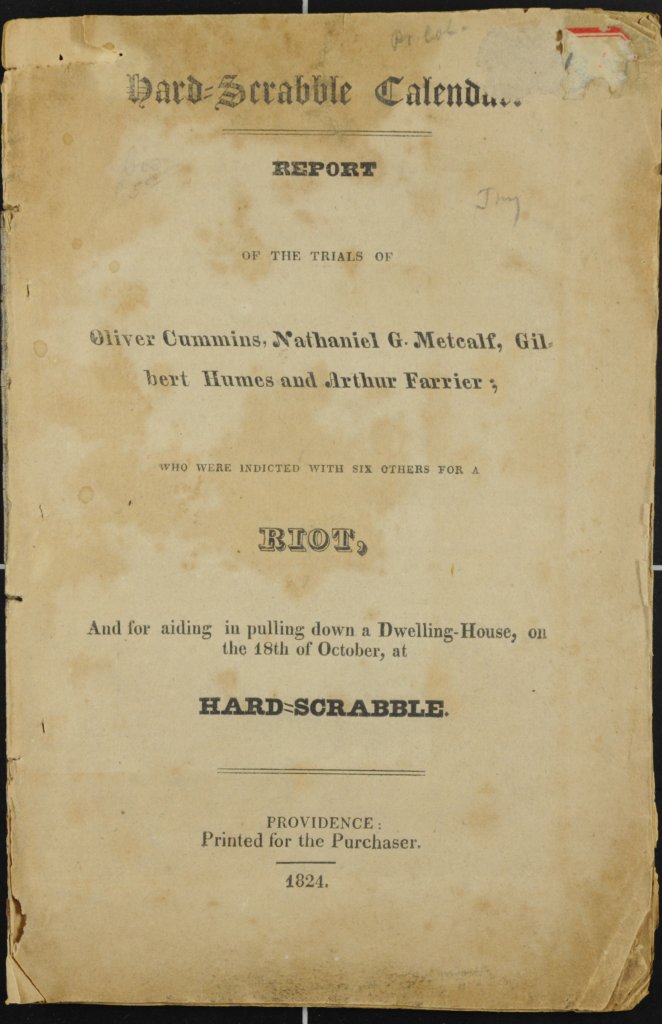 Hard-Scrabble Calendar.
REPORT
OF THE TRIALS OF
Oliver Cummins, Nathaniel G. Metcalf, Gil-
bert Humes and Arthur Farrier;
WHO WERE INDICTED WITH SIX OTHERS FOR A
RIOT,
And for aiding in pulling down a Dwelling-House, on
the 18th of October, at
HARD-SCRABBLE.
PROVIDENCE:
Printed for the Purchaser.
1824.